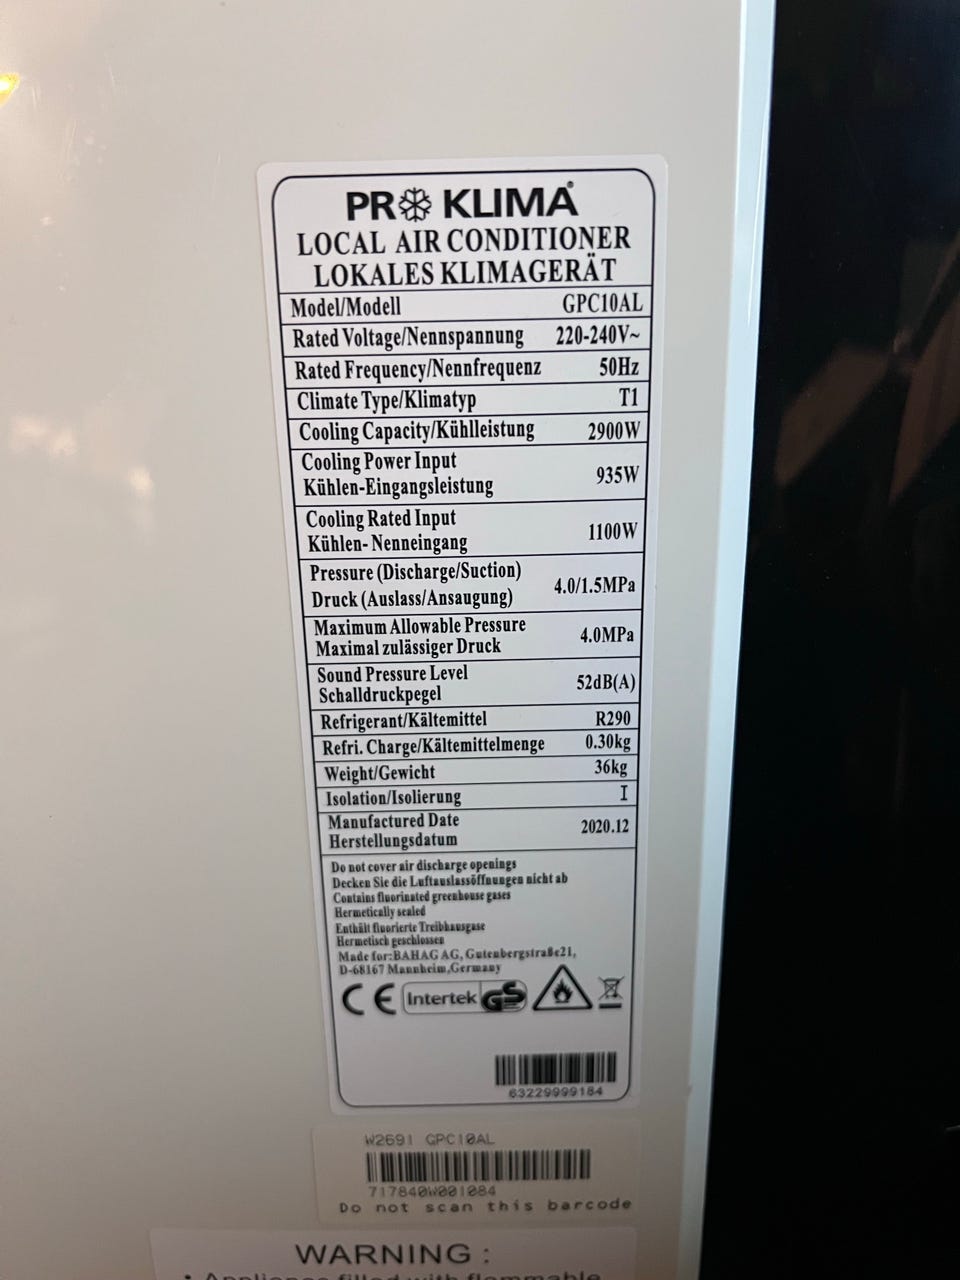 PRO KLIMA®
LOCAL AIR CONDITIONER
LOKALES KLIMAGERÄT
Model/Modell GPC10AL
Rated Voltage/Nennspannung 220-240V~
Rated Frequency/Nennfrequenz 50Hz
Climate Type/Klimatyp T1
Cooling Capacity/Kühlleistung 2900W
Cooling Power Input
Kühlen-Eingangsleistung 935W
Cooling Rated Input
Kühlen- Nenneingang 1100W
Pressure (Discharge/Suction)
Druck (Auslass/Ansaugung) 4.0/1.5MPa
Maximum Allowable Pressure
Maximal zulässiger Druck 4.0MPa
Sound Pressure Level
Schalldruckpegel 52dB(A)
Refrigerant/Kältemittel R290
Refri. Charge/Kältemittelmenge 0.30kg
Weight/Gewicht 36kg
Isolation/Isolierung I
Manufactured Date
Herstellungsdatum 2020.12
Do not cover air discharge openings
Decken Sie die Luftauslassöffnungen nicht ab
Contains fluorinated greenhouse gases
Hermetically sealed
Enthält fluorierte Treibhausgase
Hermetisch geschlossen
Made for:BAHAG AG, Gutenbergstraße21,
D-68167 Mannheim,Germany
CE Intertek GS
63229999184
W2691 GPC10AL
717840W001084
Do not scan this barcode
WARNING :
• Appliance filled with flammable